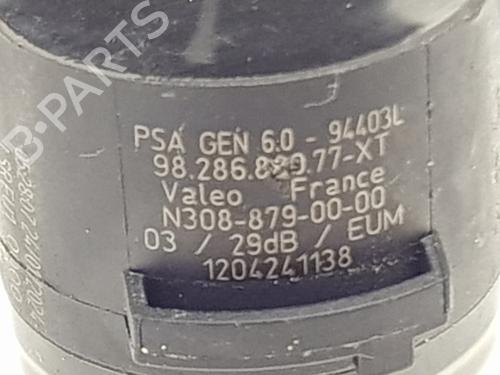 PSA GEN 6.0 - 94403L
98.286.880.77-XT
Valeo France
N308-879-00-00
03 / 29dB / EUM
1204241138
B-PARTS